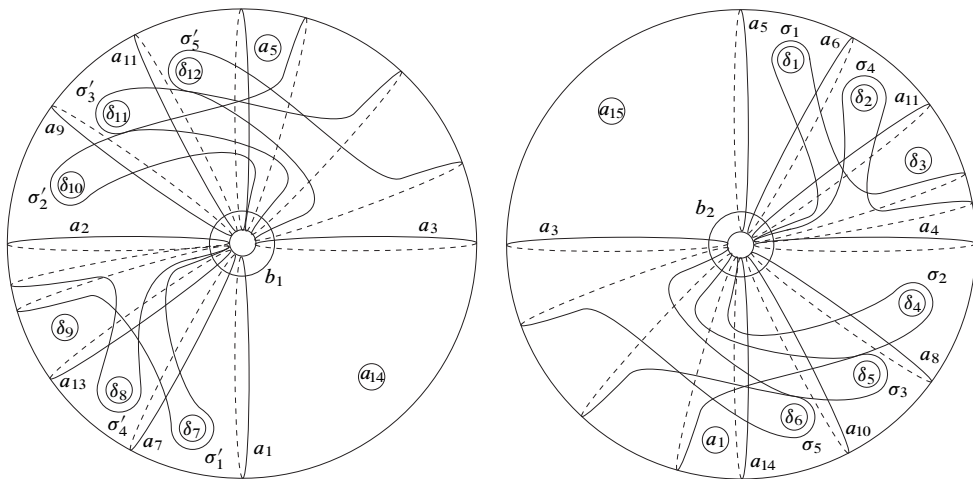 a₁₁
σ′₅
a₅
δ₁₂
σ′₃
δ₁₁
a₉
σ′₂
δ₁₀
a₂
a₃
b₁
δ₉
a₁₃
δ₈
σ′₄
a₇
δ₇
σ′₁
a₁
a₁₄
a₅
σ₁
a₆
δ₁
σ₄
δ₂
a₁₁
a₁₅
δ₃
b₂
a₃
a₄
σ₂
δ₄
a₈
δ₅
σ₃
δ₆
a₁
σ₅
a₁₀
a₁₄